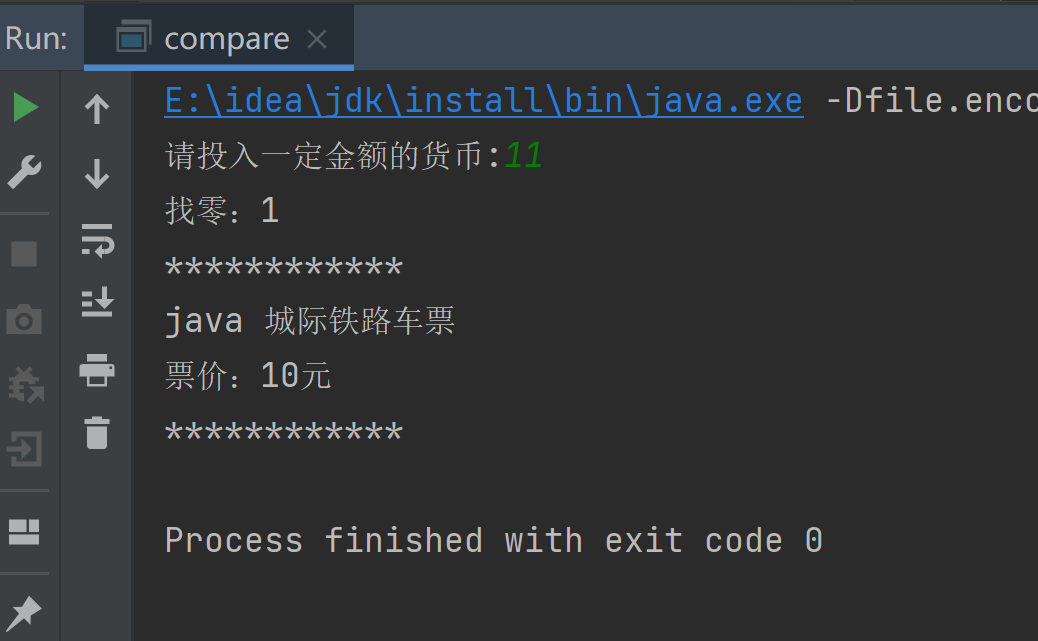 Run: compare
E:\idea\jdk\install\bin\java.exe -Dfile.enco
请投入一定金额的货币:11
找零：1
************
java 城际铁路车票
票价：10元
************
Process finished with exit code 0